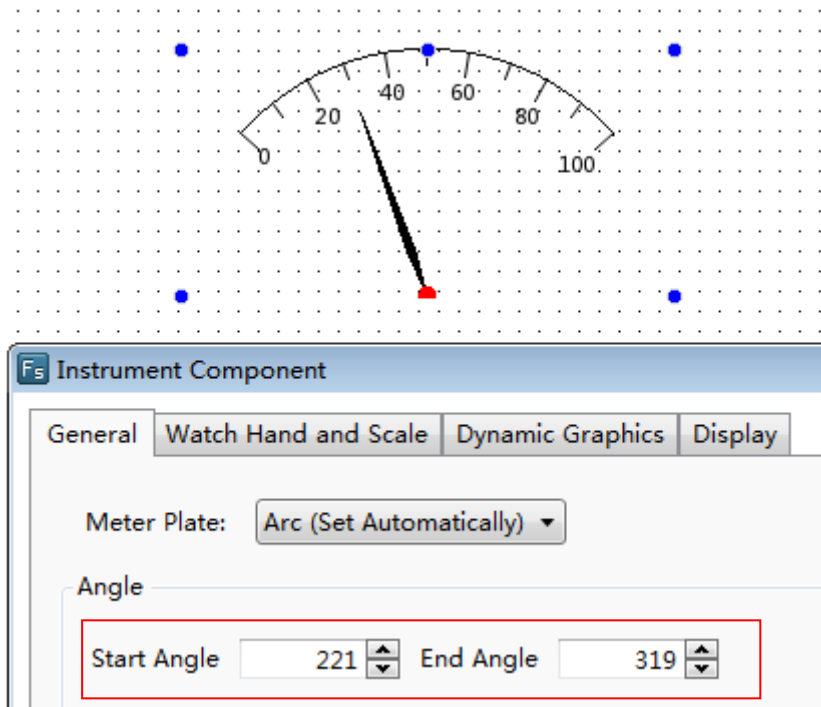 40 60
20 80
0 100
Fs Instrument Component
General Watch Hand and Scale Dynamic Graphics Display
Meter Plate: Arc (Set Automatically)
Angle
Start Angle 221 End Angle 319